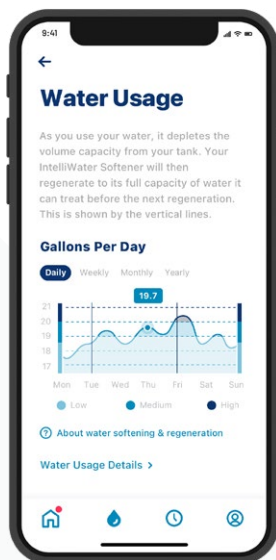 9:41
Water Usage
As you use your water, it depletes the
volume capacity from your tank. Your
IntelliWater Softener will then
regenerate to its full capacity of water it
can treat before the next regeneration.
This is shown by the vertical lines.
Gallons Per Day
Daily Weekly Monthly Yearly
19.7
21
20
19
18
17
Mon Tue Wed Thu Fri Sat Sun
Low Medium High
? About water softening & regeneration
Water Usage Details >